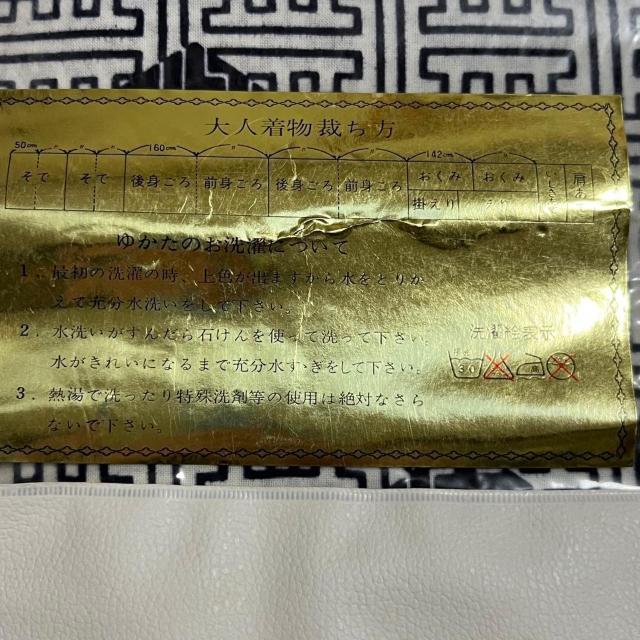 大人着物裁ち方
50cm 〃 〃 〃 160cm 〃 〃 〃 142cm 〃
そで そで 後身ごろ 前身ごろ 後身ごろ 前身ごろ おくみ おくみ
掛えり
ゆかたのお洗濯について
1. 最初の洗濯の時、上色が出ますから水をとりか
えて充分水洗いをして下さい。
2. 水洗いがすんだら石けんを使って洗って下さい。
水がきれいになるまで充分水すゝぎをして下さい。
3. 熱湯で洗ったり特殊洗剤等の使用は絶対なさら
ないで下さい。
洗濯絵表示
30